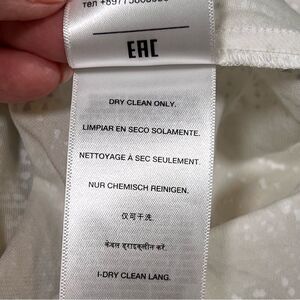 EAC
DRY CLEAN ONLY.
LIMPIAR EN SECO SOLAMENTE.
NETTOYAGE À SEC SEULEMENT.
NUR CHEMISCH REINIGEN.
仅可干洗
केवल ड्राइक्लीन करें
I-DRY CLEAN LANG.